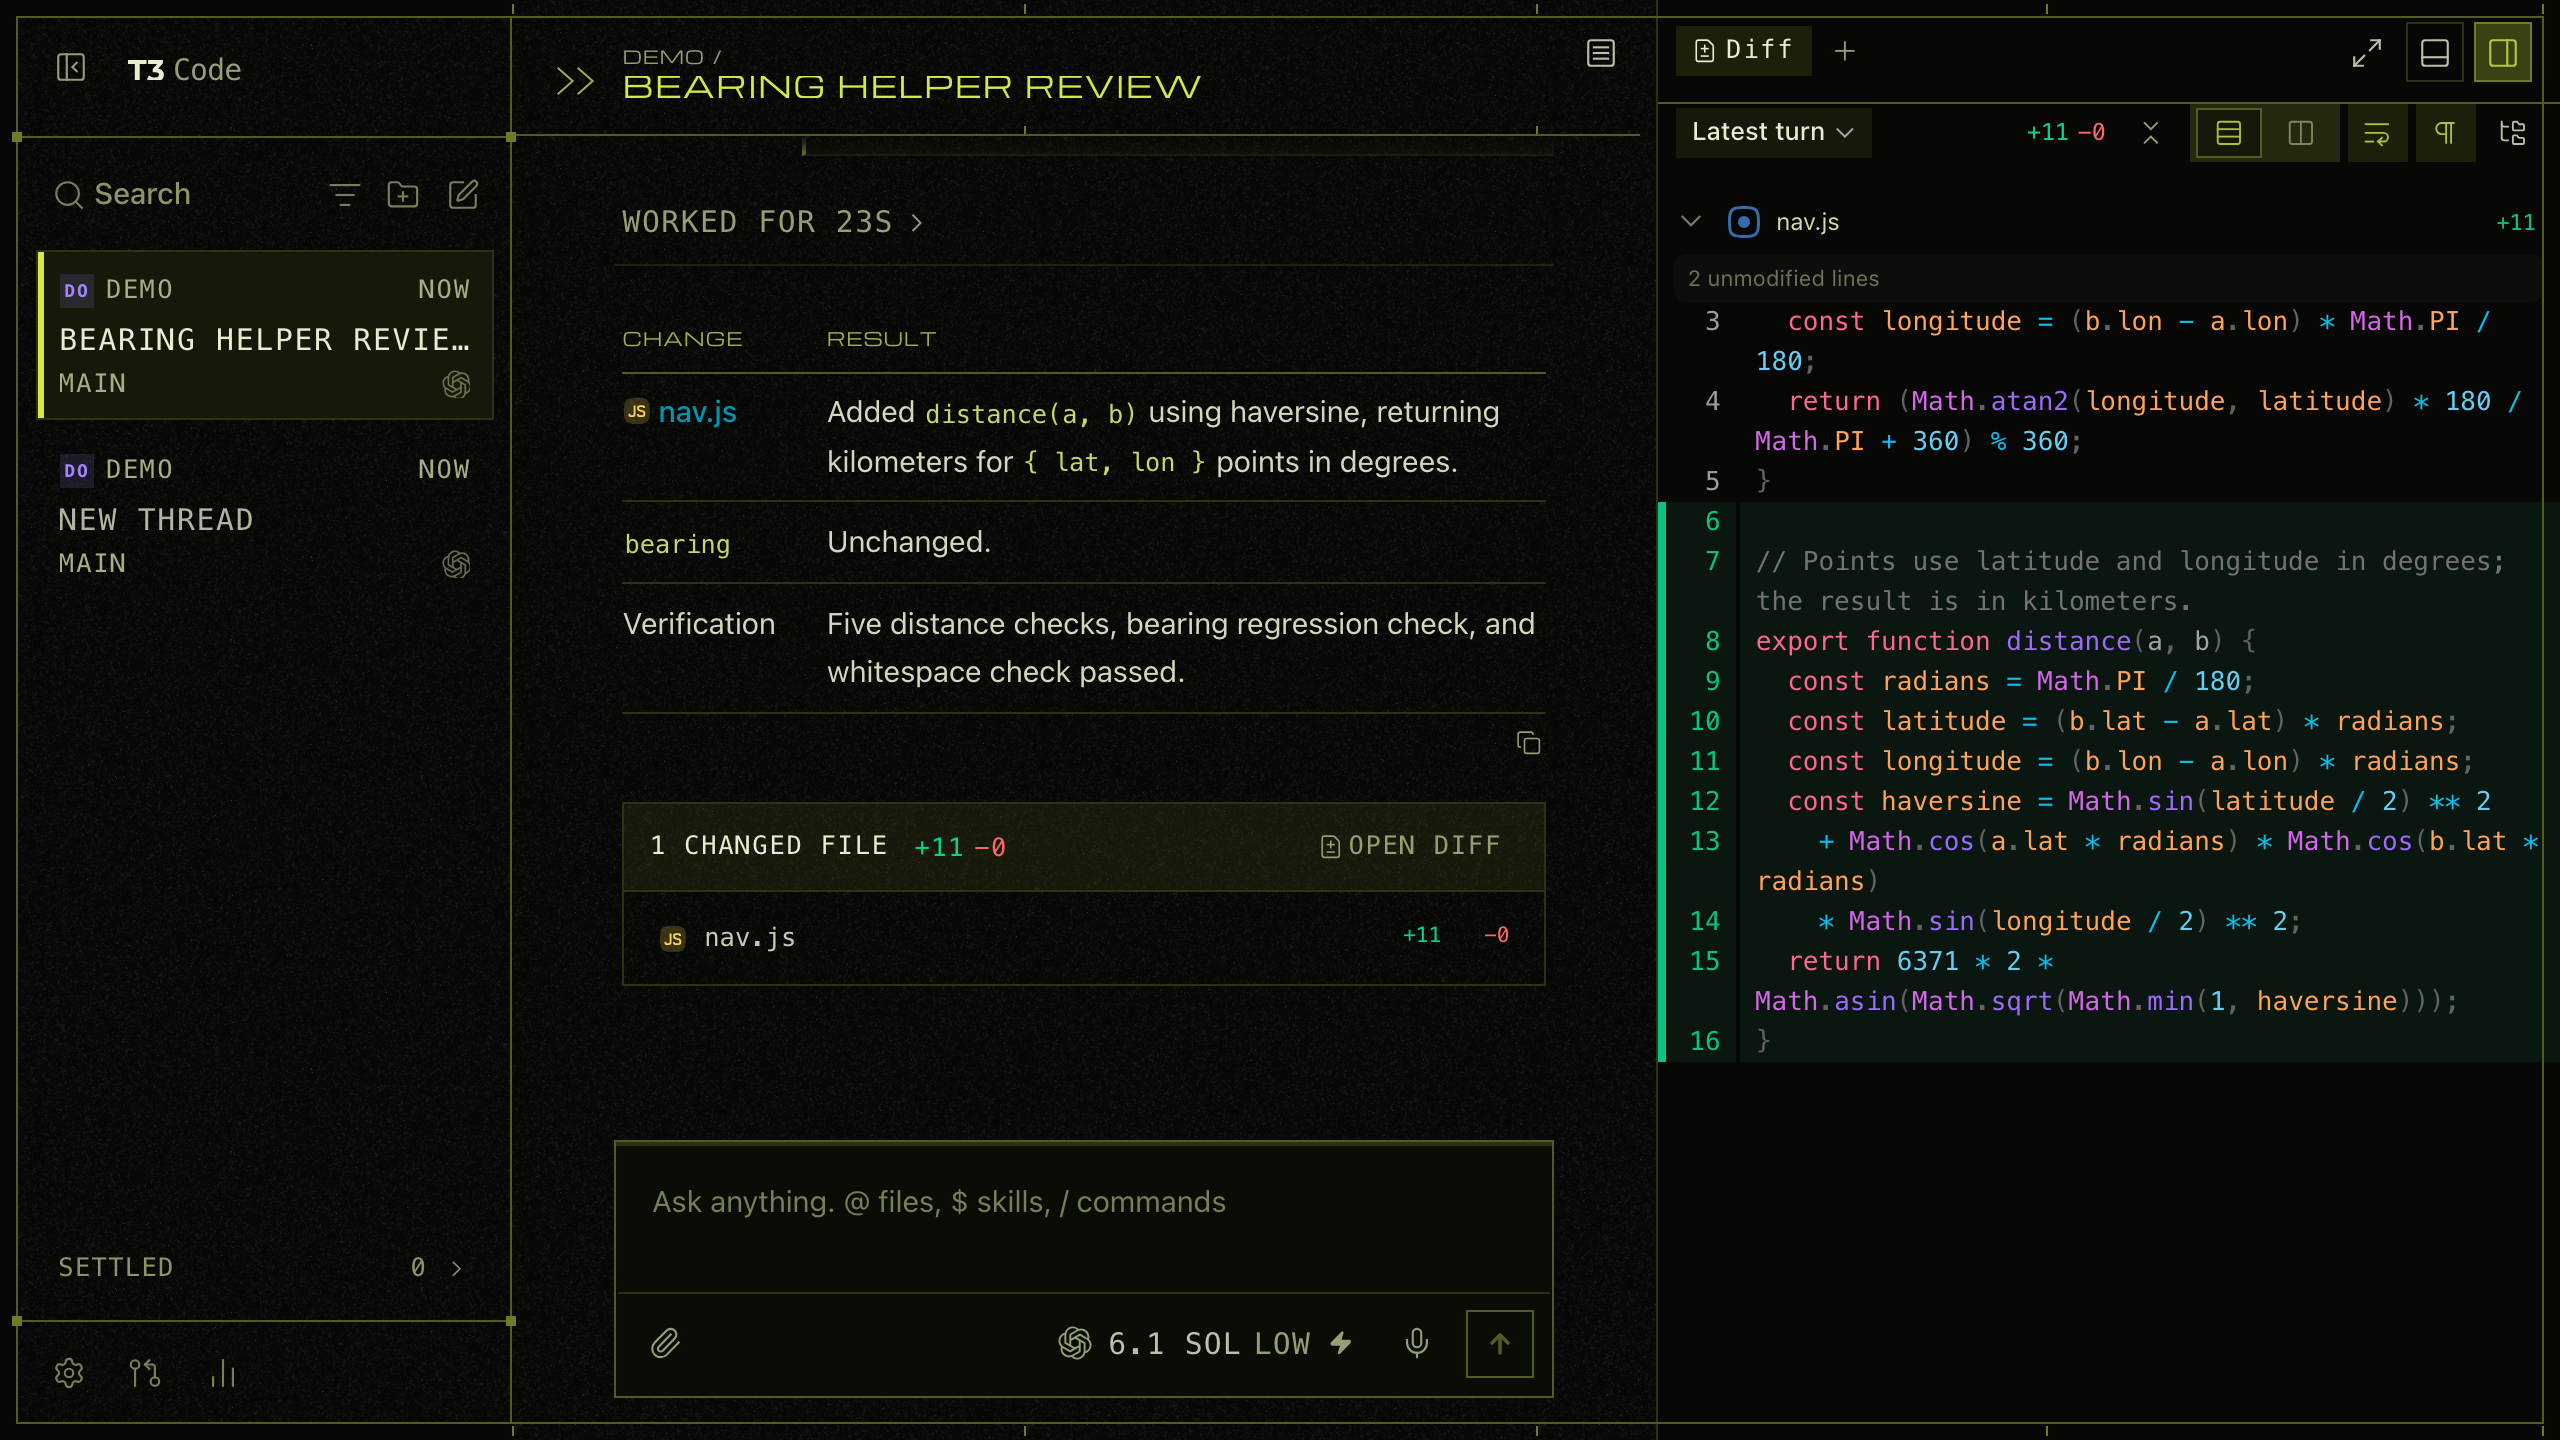 T3 Code
Search
DO DEMO NOW
BEARING HELPER REVIE…
MAIN
DO DEMO NOW
NEW THREAD
MAIN
SETTLED 0
DEMO /
BEARING HELPER REVIEW
WORKED FOR 23S
CHANGE RESULT
JS nav.js Added distance(a, b) using haversine, returning
kilometers for { lat, lon } points in degrees.
bearing Unchanged.
Verification Five distance checks, bearing regression check, and
whitespace check passed.
1 CHANGED FILE +11 −0 OPEN DIFF
JS nav.js +11 −0
Ask anything. @ files, $ skills, / commands
6.1 SOL LOW
Diff
Latest turn +11 −0
nav.js +11
2 unmodified lines
3 const longitude = (b.lon - a.lon) * Math.PI /
180;
4 return (Math.atan2(longitude, latitude) * 180 /
Math.PI + 360) % 360;
5 }
6
7 // Points use latitude and longitude in degrees;
the result is in kilometers.
8 export function distance(a, b) {
9 const radians = Math.PI / 180;
10 const latitude = (b.lat - a.lat) * radians;
11 const longitude = (b.lon - a.lon) * radians;
12 const haversine = Math.sin(latitude / 2) ** 2
13 + Math.cos(a.lat * radians) * Math.cos(b.lat *
radians)
14 * Math.sin(longitude / 2) ** 2;
15 return 6371 * 2 *
Math.asin(Math.sqrt(Math.min(1, haversine)));
16 }